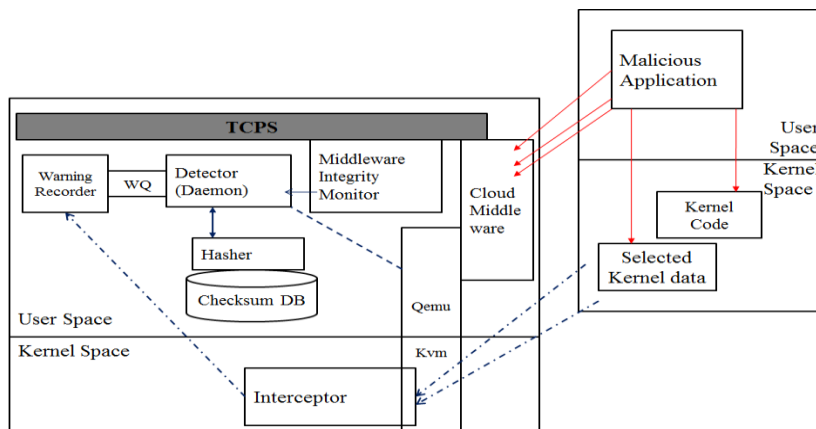 TCPS
Warning
Recorder
WQ
Detector
(Daemon)
Middleware
Integrity
Monitor
Cloud
Middle
ware
Hasher
Checksum DB
Qemu
User Space
Kernel Space
Kvm
Interceptor
Malicious
Application
User
Space
Kernel
Space
Kernel
Code
Selected
Kernel data